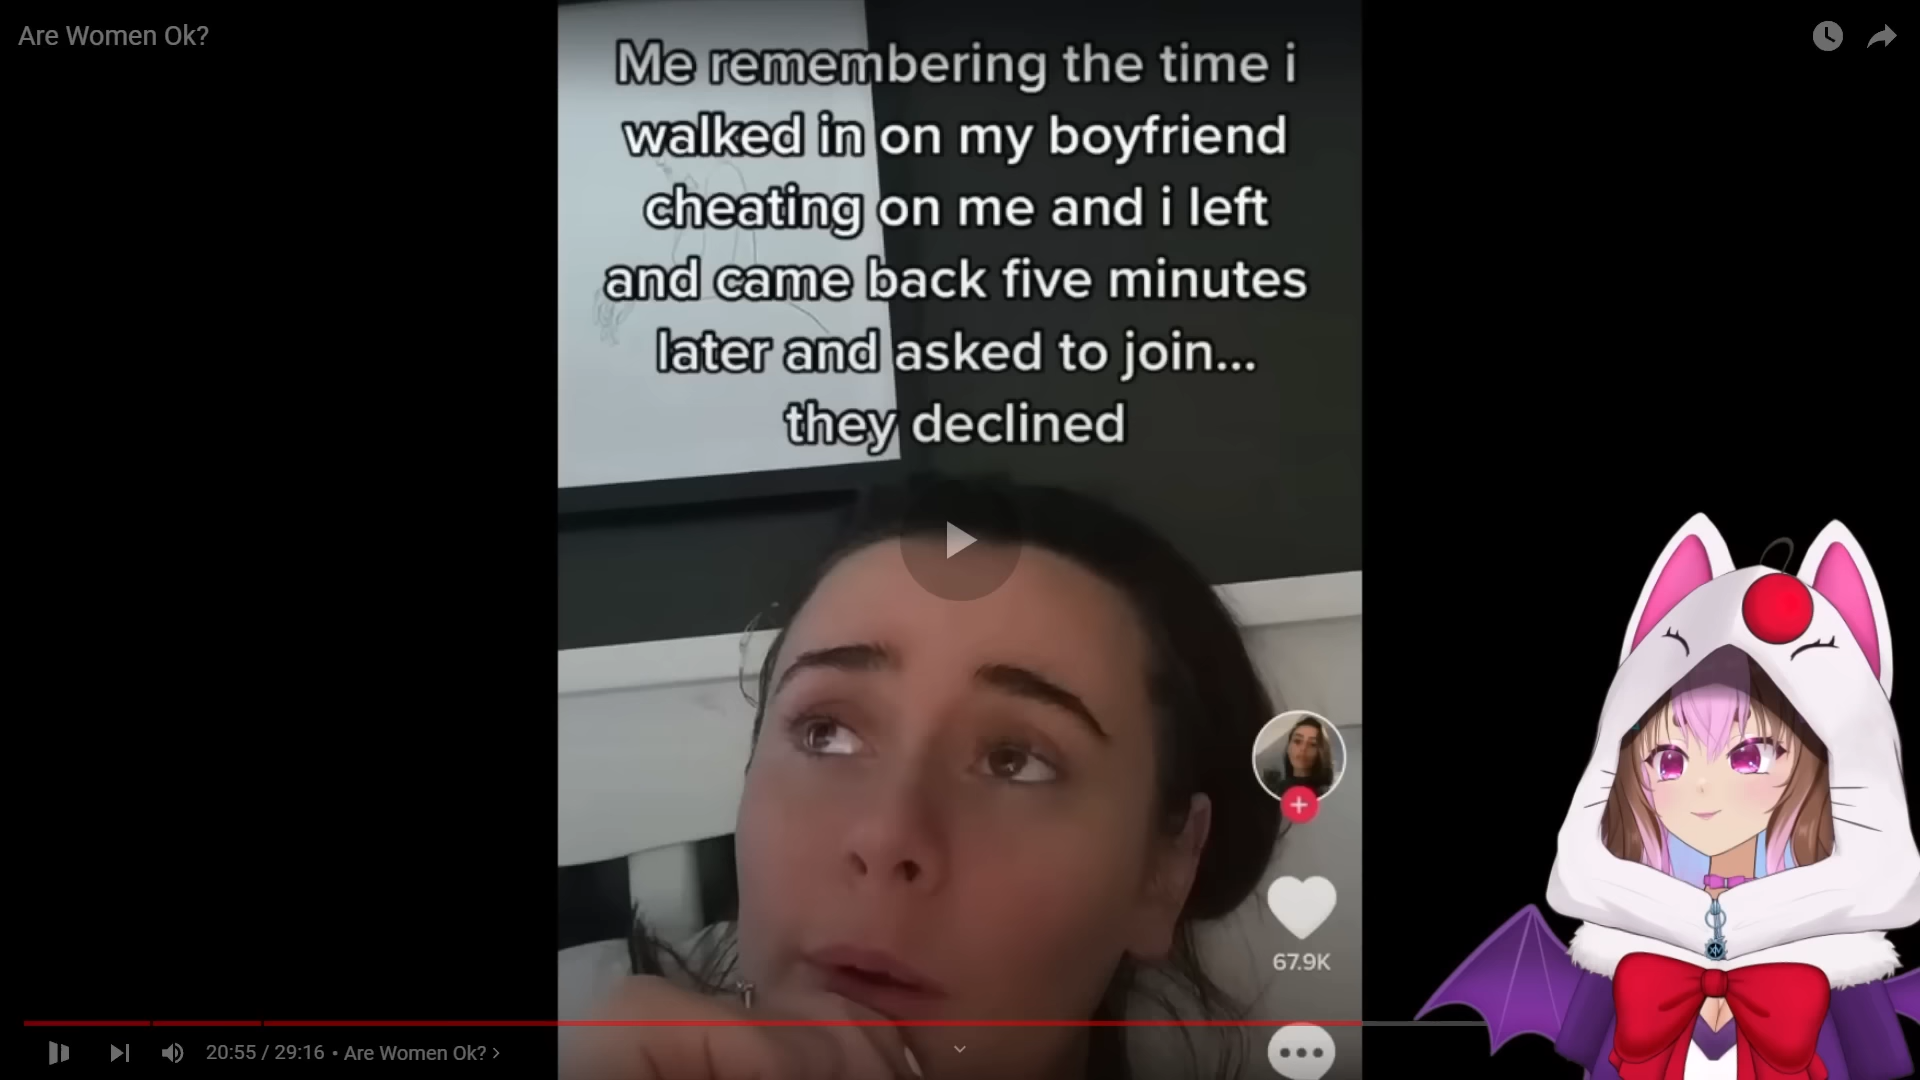 Are Women Ok?
Me remembering the time i
walked in on my boyfriend
cheating on me and i left
and came back five minutes
later and asked to join...
they declined
67.9K
20:55 / 29:16 • Are Women Ok? >